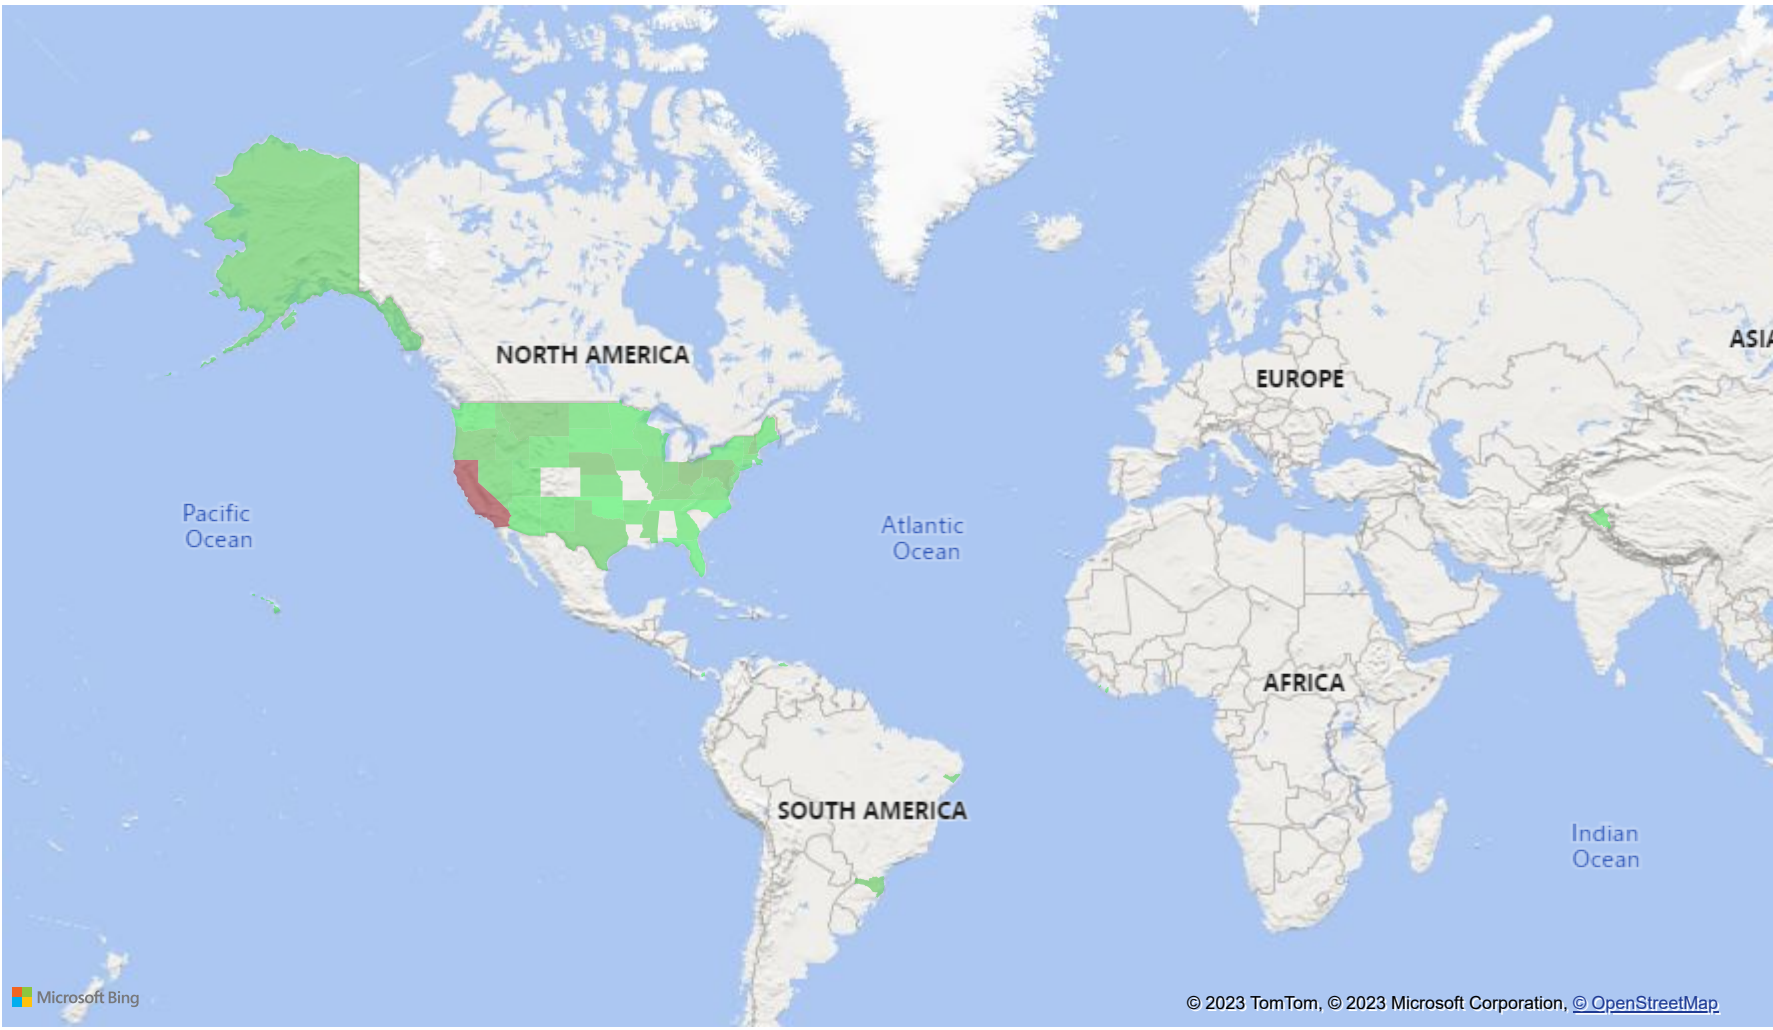 NORTH AMERICA
EUROPE
ASIA
Pacific
Ocean
Atlantic
Ocean
AFRICA
SOUTH AMERICA
Indian
Ocean
Microsoft Bing
© 2023 TomTom, © 2023 Microsoft Corporation, © OpenStreetMap